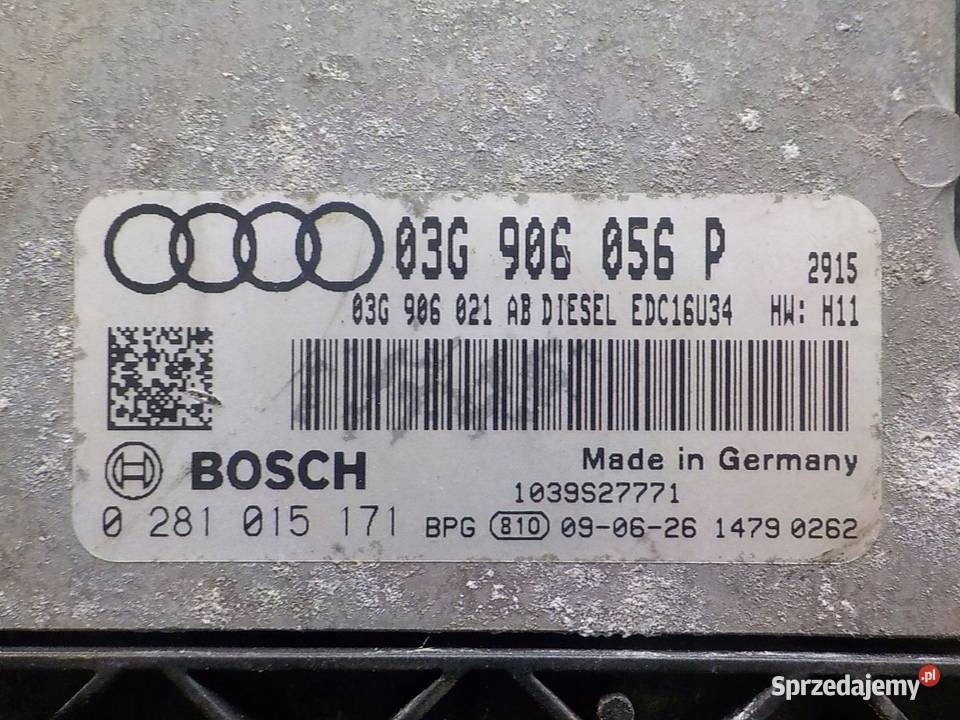 03G 906 056 P 2915
03G 906 021 AB DIESEL EDC16U34 HW: H11
BOSCH Made in Germany
1039S27771
0 281 015 171 BPG 810 09-06-26 1479 0262
Sprzedajemy.pl